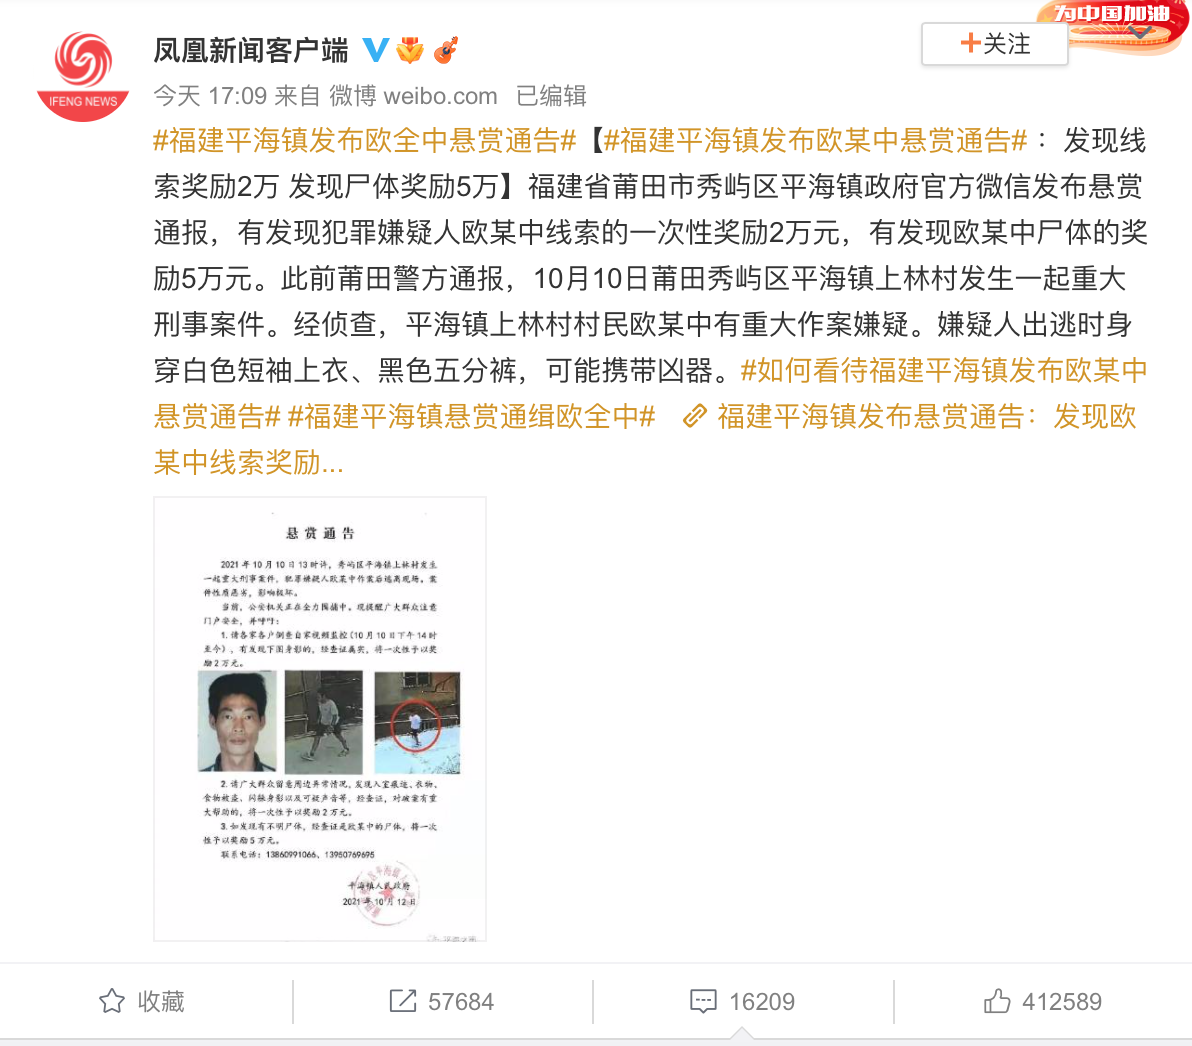 为中国加油
凤凰新闻客户端
关注
IFENG NEWS
今天 17:09 来自 微博 weibo.com 已编辑
#福建平海镇发布欧全中悬赏通告#【#福建平海镇发布欧某中悬赏通告#：发现线
索奖励2万 发现尸体奖励5万】福建省莆田市秀屿区平海镇政府官方微信发布悬赏
通报，有发现犯罪嫌疑人欧某中线索的一次性奖励2万元，有发现欧某中尸体的奖
励5万元。此前莆田警方通报，10月10日莆田秀屿区平海镇上林村发生一起重大
刑事案件。经侦查，平海镇上林村村民欧某中有重大作案嫌疑。嫌疑人出逃时身
穿白色短袖上衣、黑色五分裤，可能携带凶器。#如何看待福建平海镇发布欧某中
悬赏通告# #福建平海镇悬赏通缉欧全中# 福建平海镇发布悬赏通告：发现欧
某中线索奖励...
悬赏通告
2021年10月10日13时许，秀屿区平海镇上林村发生
一起重大刑事案件，犯罪嫌疑人欧某中作案后逃离现场。案
件性质恶劣，影响极坏。
当前，公安机关正在全力围捕中。现提醒广大群众注意
门户安全，并呼吁：
1.请各家各户倒查自家视频监控（10月10日下午14时
至今），有发现下图身影的，经查证属实，将一次性予以奖
励2万元。
2.请广大群众留意周边异常情况，发现入室痕迹、衣物、
食物被盗、闪躲身影以及可疑声音等，经查证，对破案有重
大帮助的，将一次性予以奖励2万元。
3.如发现有不明尸体，经查证是欧某中的尸体，将一次
性予以奖励5万元。
联系电话：13860991066、13950769695
平海镇人民政府
2021年10月12日
收藏
57684
16209
412589